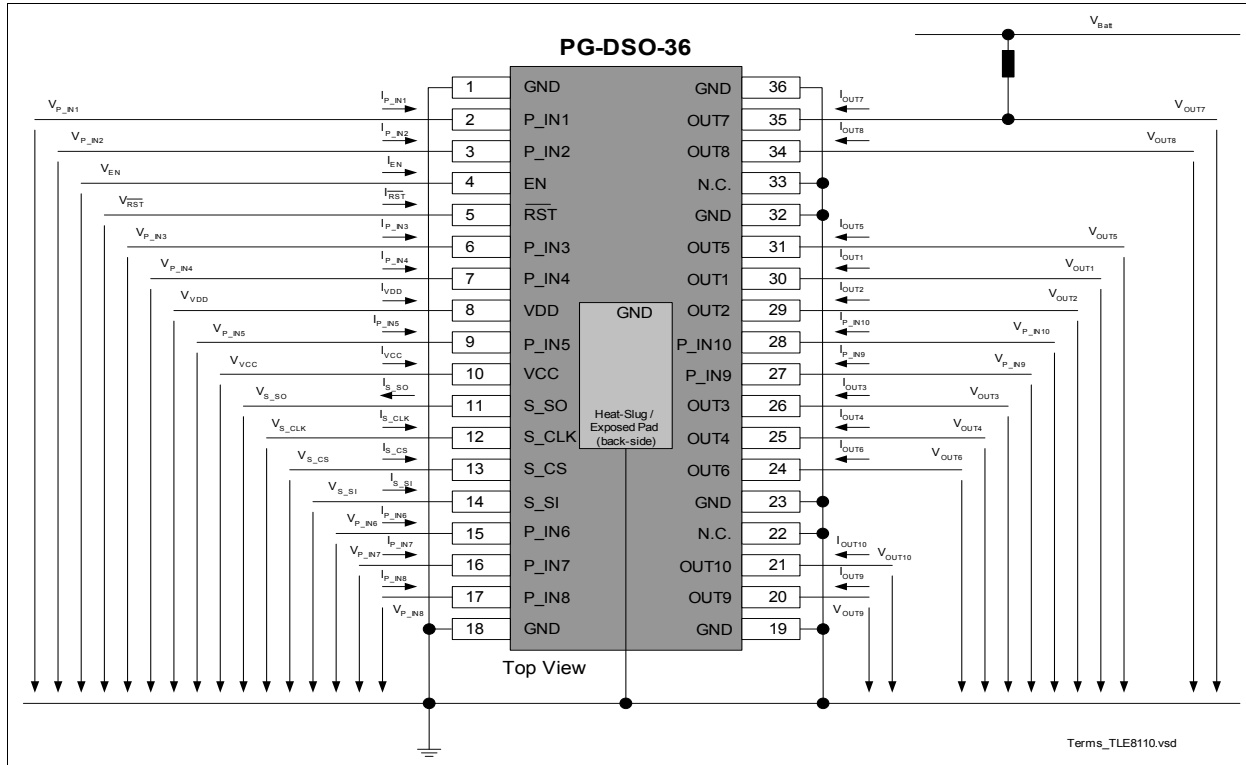 V_Batt
PG-DSO-36
1 GND GND 36
V_P_IN1 I_P_IN1 2 P_IN1 OUT7 35 I_OUT7 V_OUT7
V_P_IN2 I_P_IN2 3 P_IN2 OUT8 34 I_OUT8 V_OUT8
V_EN I_EN 4 EN N.C. 33
V_R̅S̅T̅ I_R̅S̅T̅ 5 R̅S̅T̅ GND 32
V_P_IN3 I_P_IN3 6 P_IN3 OUT5 31 I_OUT5 V_OUT5
V_P_IN4 I_P_IN4 7 P_IN4 OUT1 30 I_OUT1 V_OUT1
V_VDD I_VDD 8 VDD GND OUT2 29 I_OUT2 V_OUT2
V_P_IN5 I_P_IN5 9 P_IN5 P_IN10 28 I_P_IN10 V_P_IN10
V_VCC I_VCC 10 VCC P_IN9 27 I_P_IN9 V_P_IN9
V_S_SO I_S_SO 11 S_SO OUT3 26 I_OUT3 V_OUT3
Heat-Slug /
Exposed Pad
(back-side)
V_S_CLK I_S_CLK 12 S_CLK OUT4 25 I_OUT4 V_OUT4
V_S_CS I_S_CS 13 S_CS OUT6 24 I_OUT6 V_OUT6
V_S_SI I_S_SI 14 S_SI GND 23
V_P_IN6 I_P_IN6 15 P_IN6 N.C. 22
V_P_IN7 I_P_IN7 16 P_IN7 OUT10 21 I_OUT10 V_OUT10
V_P_IN8 I_P_IN8 17 P_IN8 OUT9 20 I_OUT9 V_OUT9
18 GND GND 19
Top View
Terms_TLE8110.vsd